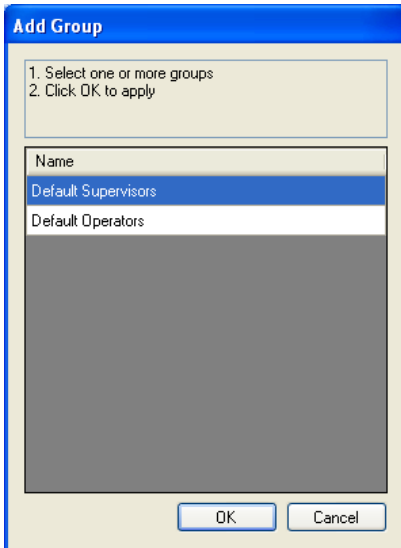 Add Group
1. Select one or more groups
2. Click OK to apply
Name
Default Supervisors
Default Operators
OK Cancel